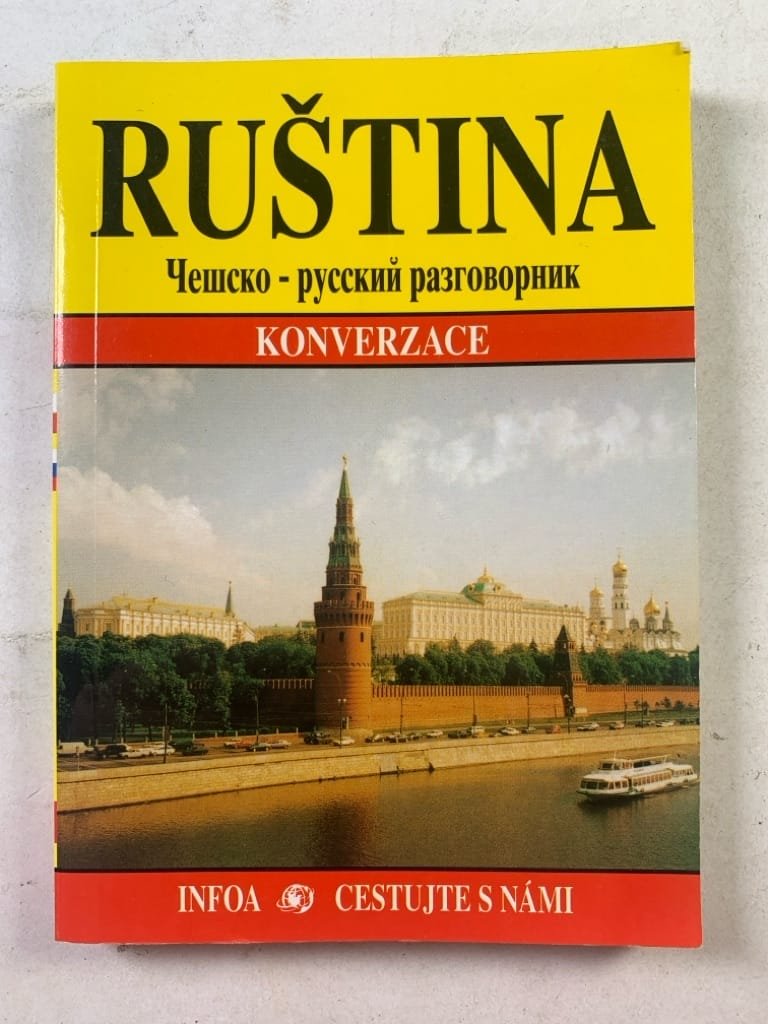 RUŠTINA
Чешско - русский разговорник
KONVERZACE
INFOA CESTUJTE S NÁMI